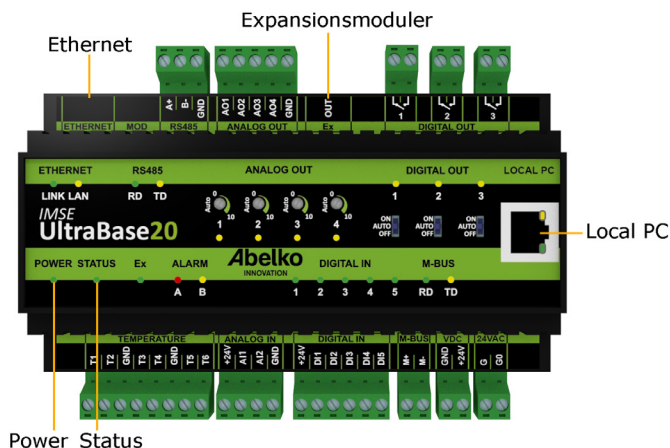 Expansionsmoduler
Ethernet
A+ B- GND AO1 AO2 AO3 AO4 GND OUT 1 2 3
ETHERNET MOD RS485 ANALOG OUT Ex DIGITAL OUT
ETHERNET RS485 ANALOG OUT DIGITAL OUT LOCAL PC
LINK LAN RD TD Auto 0 10 Auto 0 10 Auto 0 10 Auto 0 10 1 2 3
IMSE
UltraBase20 1 2 3 4 ON AUTO OFF ON AUTO OFF ON AUTO OFF
Local PC
POWER STATUS Ex ALARM Abelko DIGITAL IN M-BUS
INNOVATION
A B 1 2 3 4 5 RD TD
TEMPERATURE ANALOG IN DIGITAL IN M-BUS VDC 24VAC
T1 T2 GND T3 T4 GND T5 T6 +24V AI1 AI2 GND +24V DI1 DI2 DI3 DI4 DI5 M+ M- GND +24V G G0
Power Status